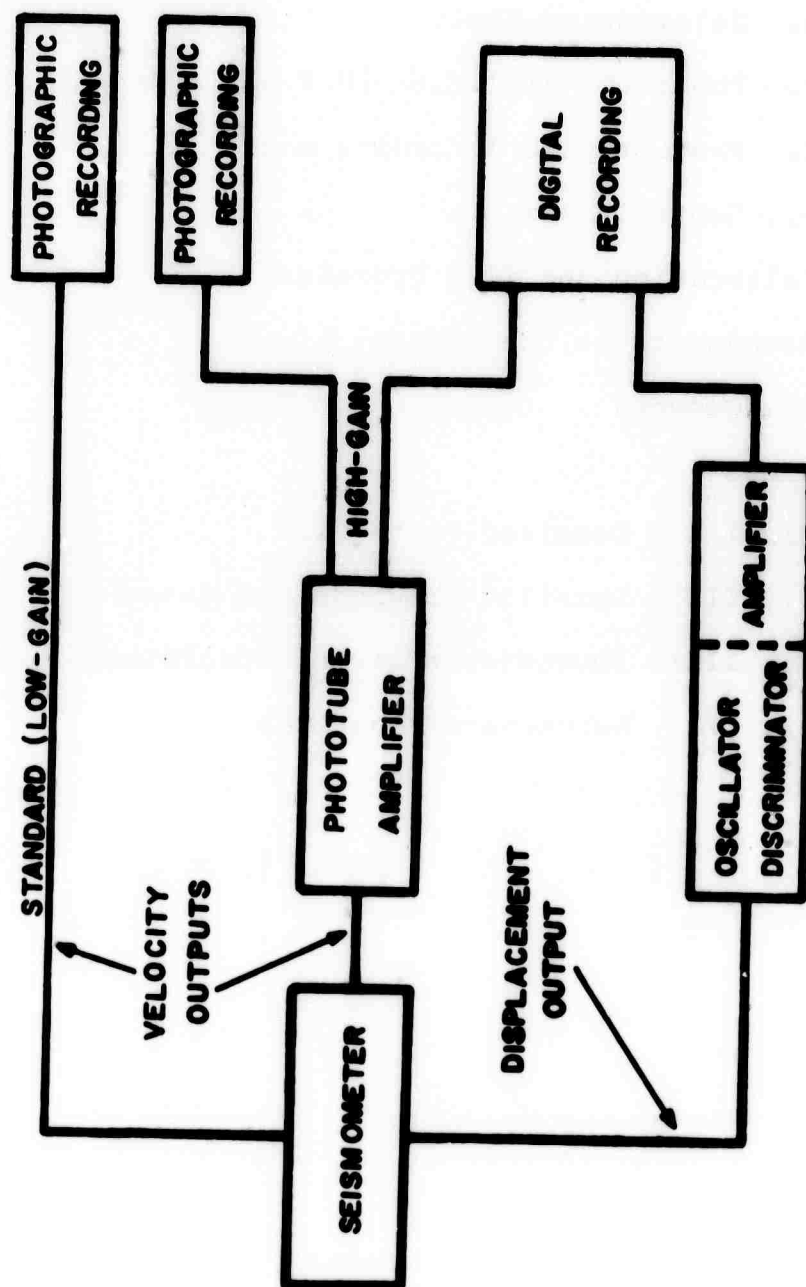 PHOTOGRAPHIC
RECORDING
PHOTOGRAPHIC
RECORDING
DIGITAL
RECORDING
STANDARD (LOW-GAIN)
HIGH-GAIN
VELOCITY
OUTPUTS
PHOTOTUBE
AMPLIFIER
SEISMOMETER
DISPLACEMENT
OUTPUT
OSCILLATOR
DISCRIMINATOR
AMPLIFIER